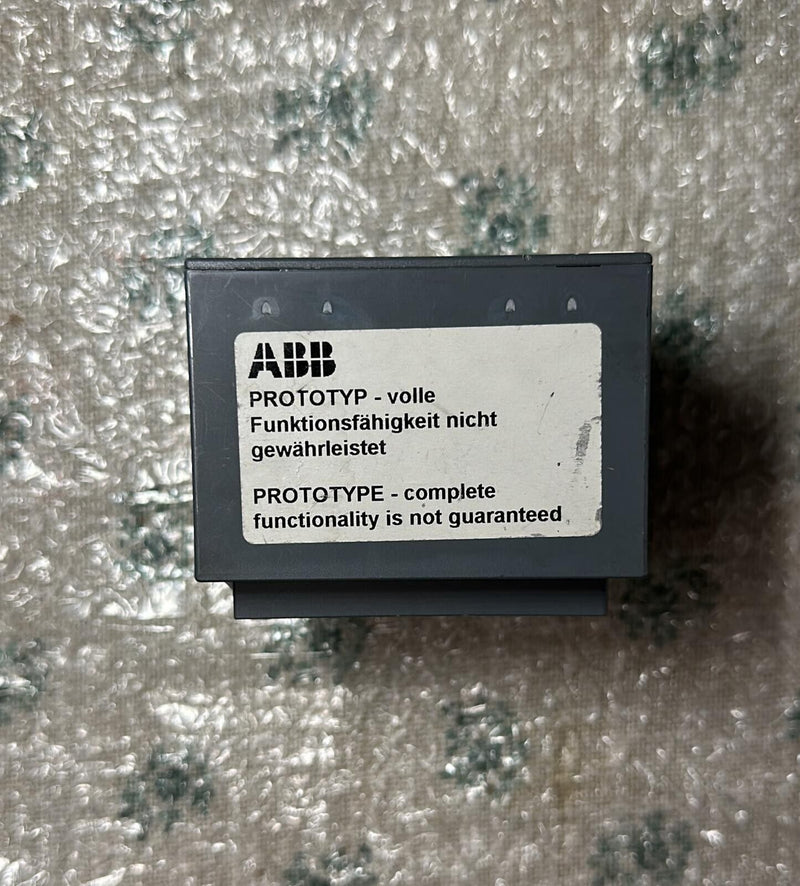 ABB
PROTOTYP - volle
Funktionsfähigkeit nicht
gewährleistet
PROTOTYPE - complete
functionality is not guaranteed